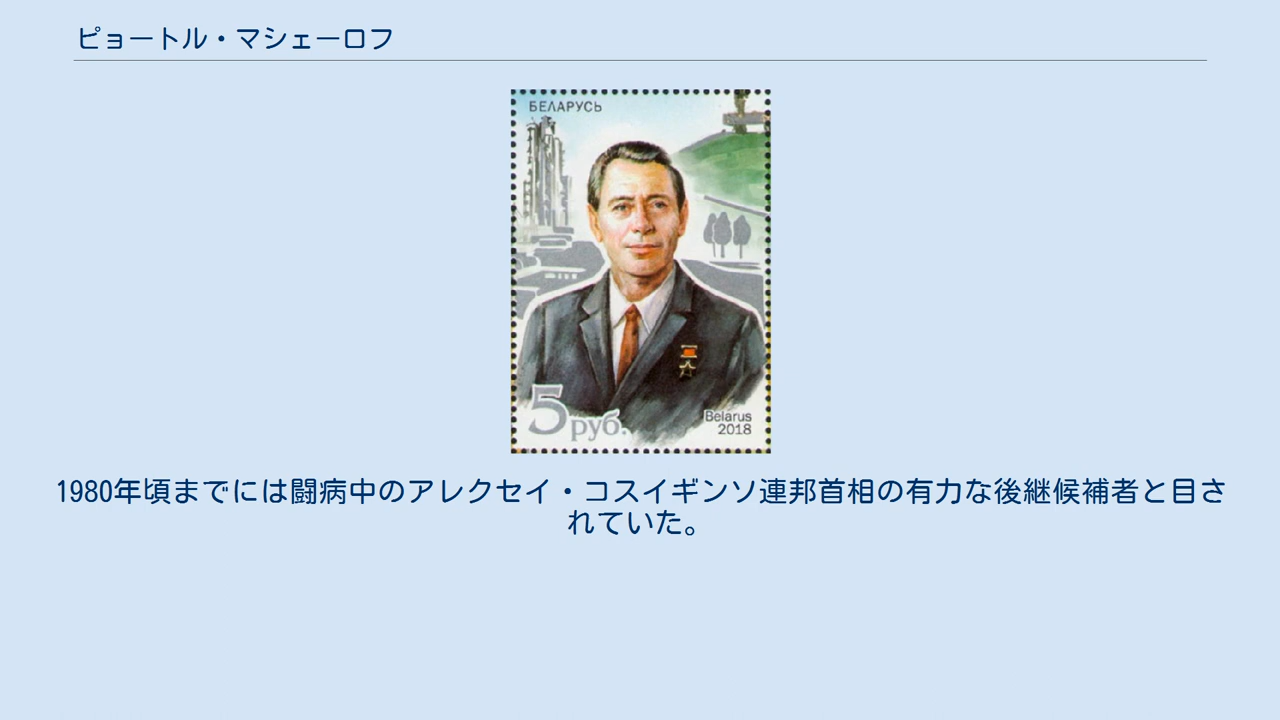 ピョートル・マシェーロフ
БЕЛАРУСЬ
5 руб.
Belarus
2018
1980年頃までには闘病中のアレクセイ・コスイギンソ連邦首相の有力な後継候補者と目さ
れていた。